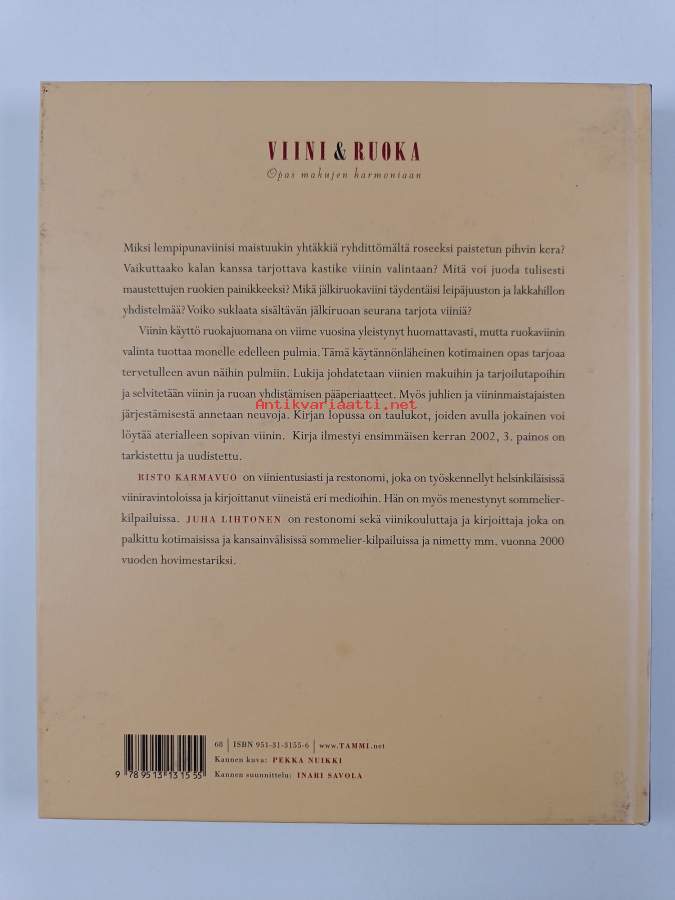 VIINI & RUOKA
Opas makujen harmoniaan
Miksi lempipunaviinisi maistuukin yhtäkkiä ryhdittömältä roseeksi paistetun pihvin kera?
Vaikuttaako kalan kanssa tarjottava kastike viinin valintaan? Mitä voi juoda tulisesti
maustettujen ruokien painikkeeksi? Mikä jälkiruokaviini täydentäisi leipäjuuston ja lakkahillon
yhdistelmää? Voiko suklaata sisältävän jälkiruoan seurana tarjota viiniä?
Viinin käyttö ruokajuomana on viime vuosina yleistynyt huomattavasti, mutta ruokaviinin
valinta tuottaa monelle edelleen pulmia. Tämä käytännönläheinen kotimainen opas tarjoaa
tervetulleen avun näihin pulmiin. Lukija johdatetaan viinien makuihin ja tarjoilutapoihin
ja selvitetään viinin ja ruoan yhdistämisen pääperiaatteet. Myös juhlien ja viininmaistajaisten
Antikvariaatti.net
järjestämisestä annetaan neuvoja. Kirjan lopussa on taulukot, joiden avulla jokainen voi
löytää aterialleen sopivan viinin. Kirja ilmestyi ensimmäisen kerran 2002, 3. painos on
tarkistettu ja uudistettu.
RISTO KARMAVUO on viinientusiasti ja restonomi, joka on työskennellyt helsinkiläisissä
viiniravintoloissa ja kirjoittanut viineistä eri medioihin. Hän on myös menestynyt sommelier-
kilpailuissa. JUHA LIHTONEN on restonomi sekä viinikouluttaja ja kirjoittaja joka on
palkittu kotimaisissa ja kansainvälisissä sommelier-kilpailuissa ja nimetty mm. vuonna 2000
vuoden hovimestariksi.
68 | ISBN 951-31-3155-6 | www.TAMMI.net
Kannen kuva: PEKKA NUIKKI
Kannen suunnittelu: INARI SAVOLA
9 789513 131555